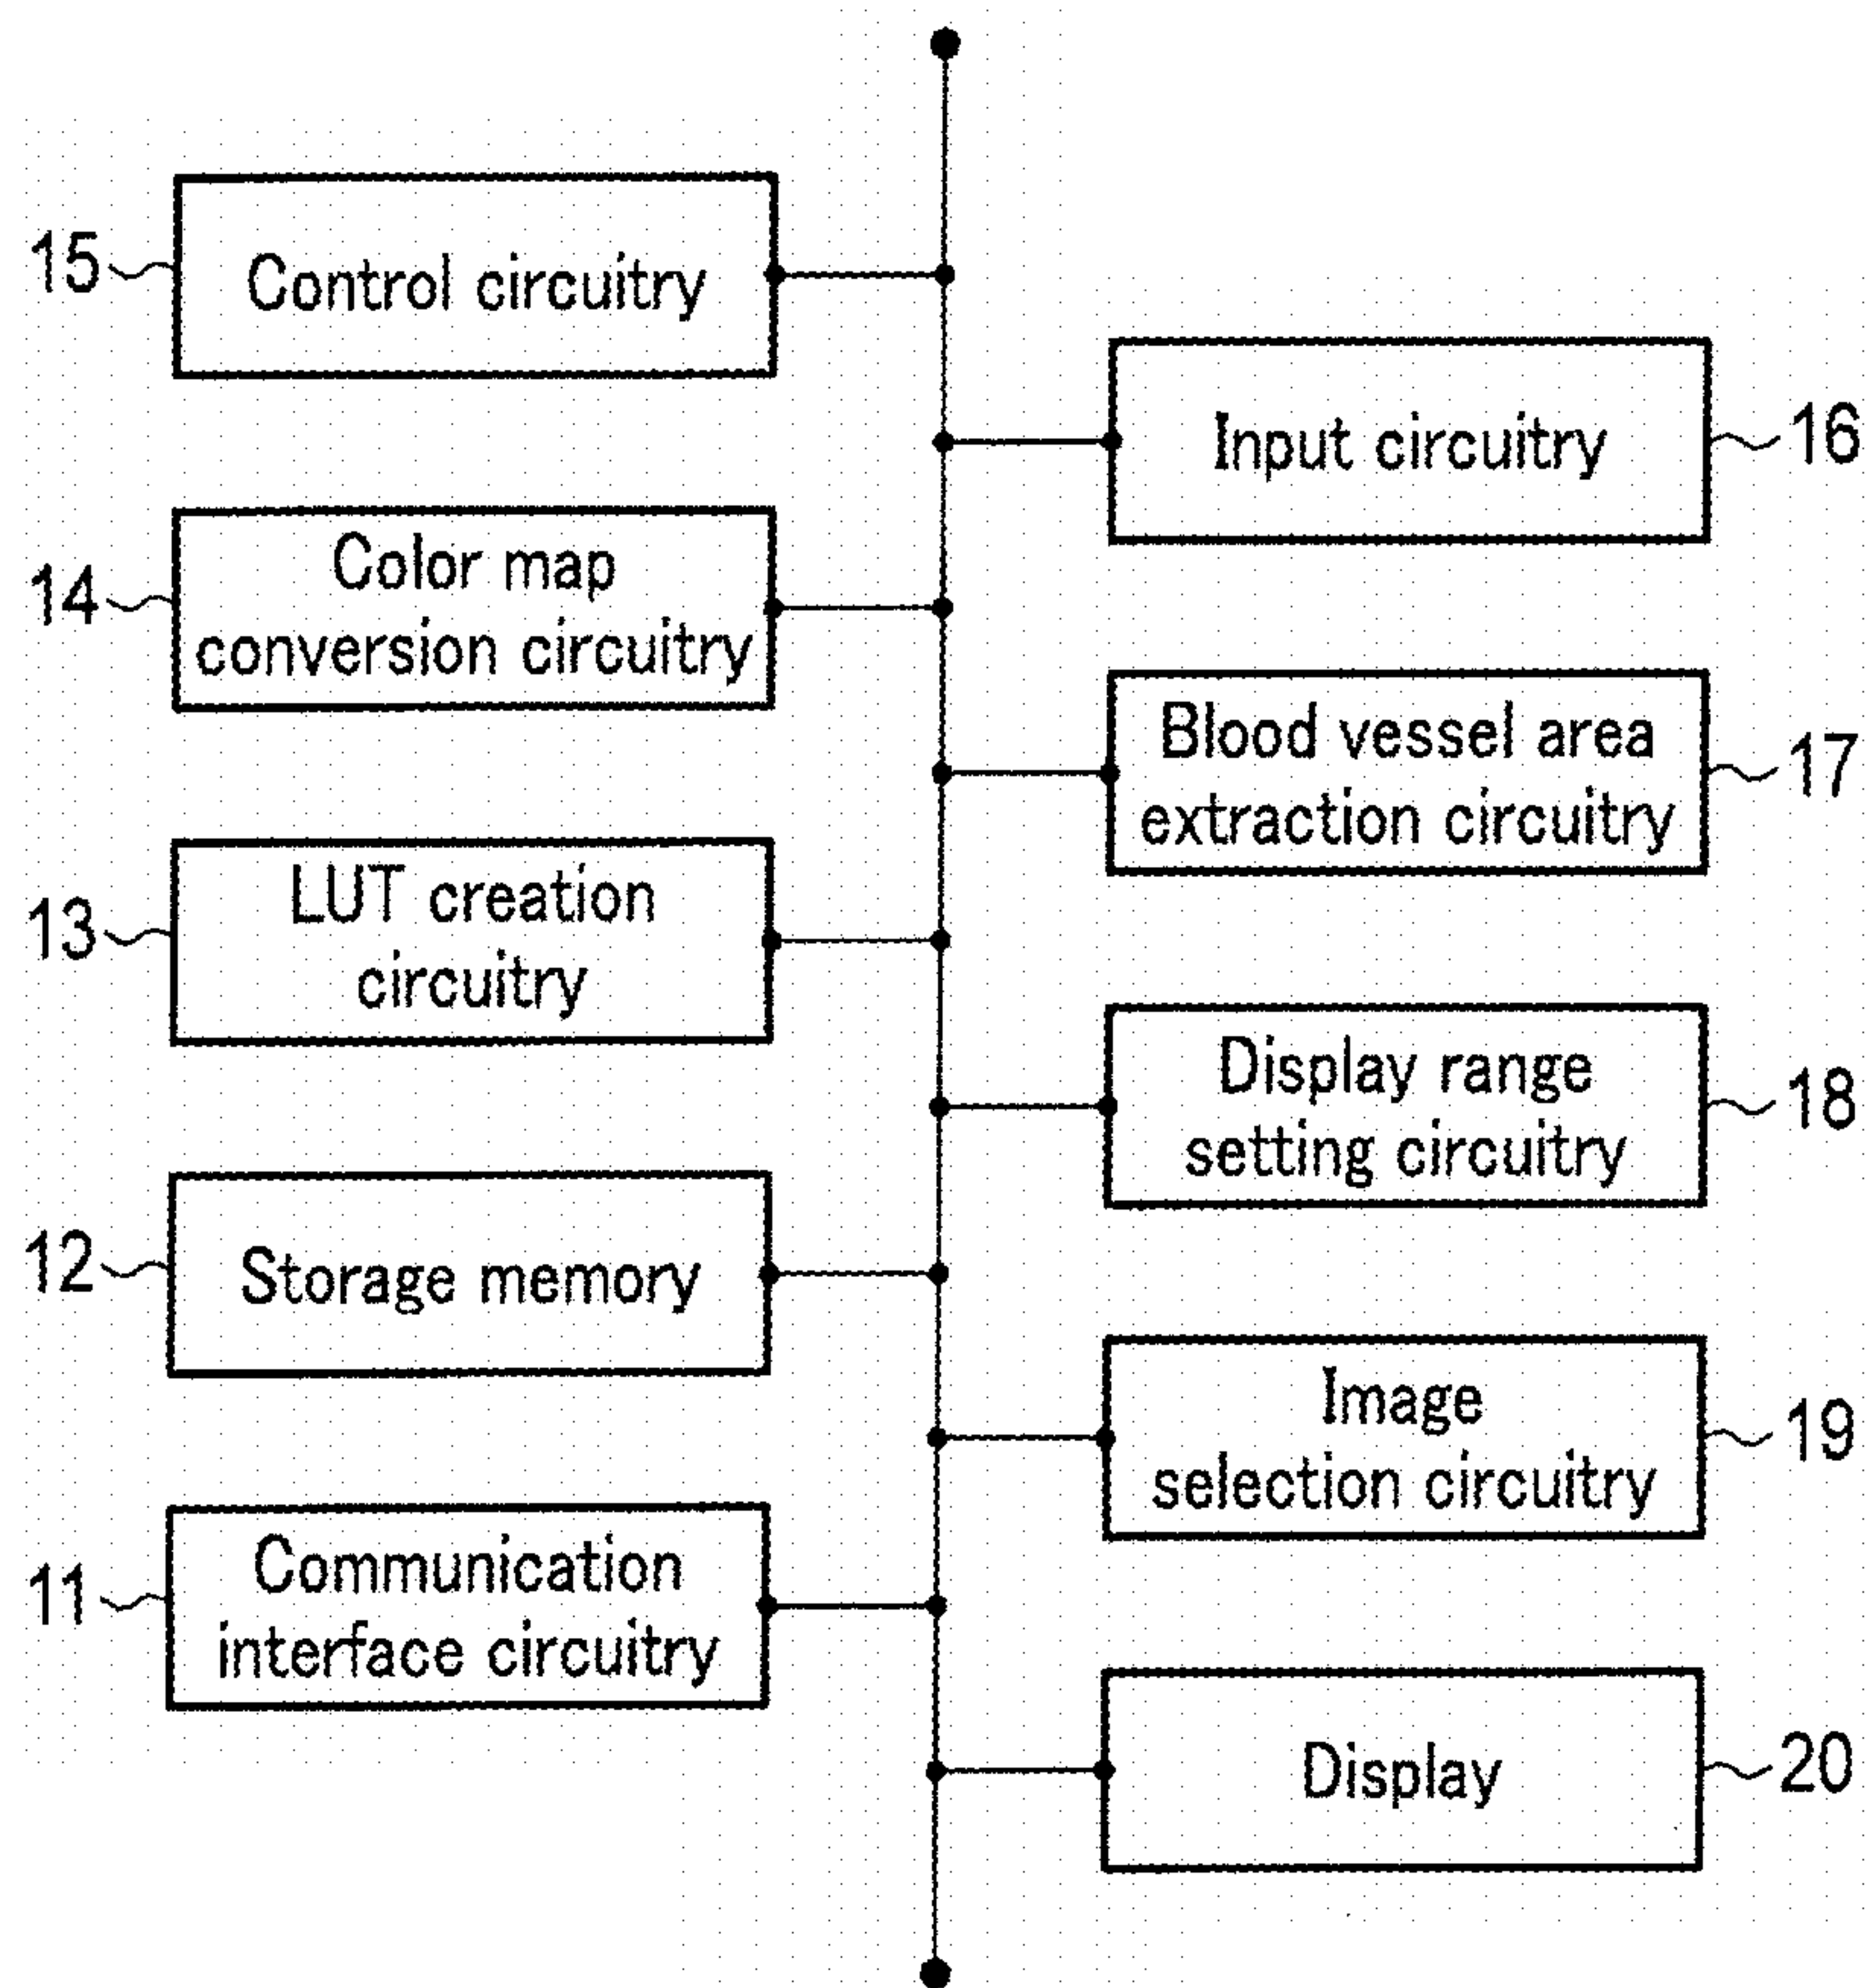 15
Control circuitry
Input circuitry
16
14
Color map
conversion circuitry
Blood vessel area
extraction circuitry
17
13
LUT creation
circuitry
Display range
setting circuitry
18
12
Storage memory
Image
selection circuitry
19
11
Communication
interface circuitry
Display
20